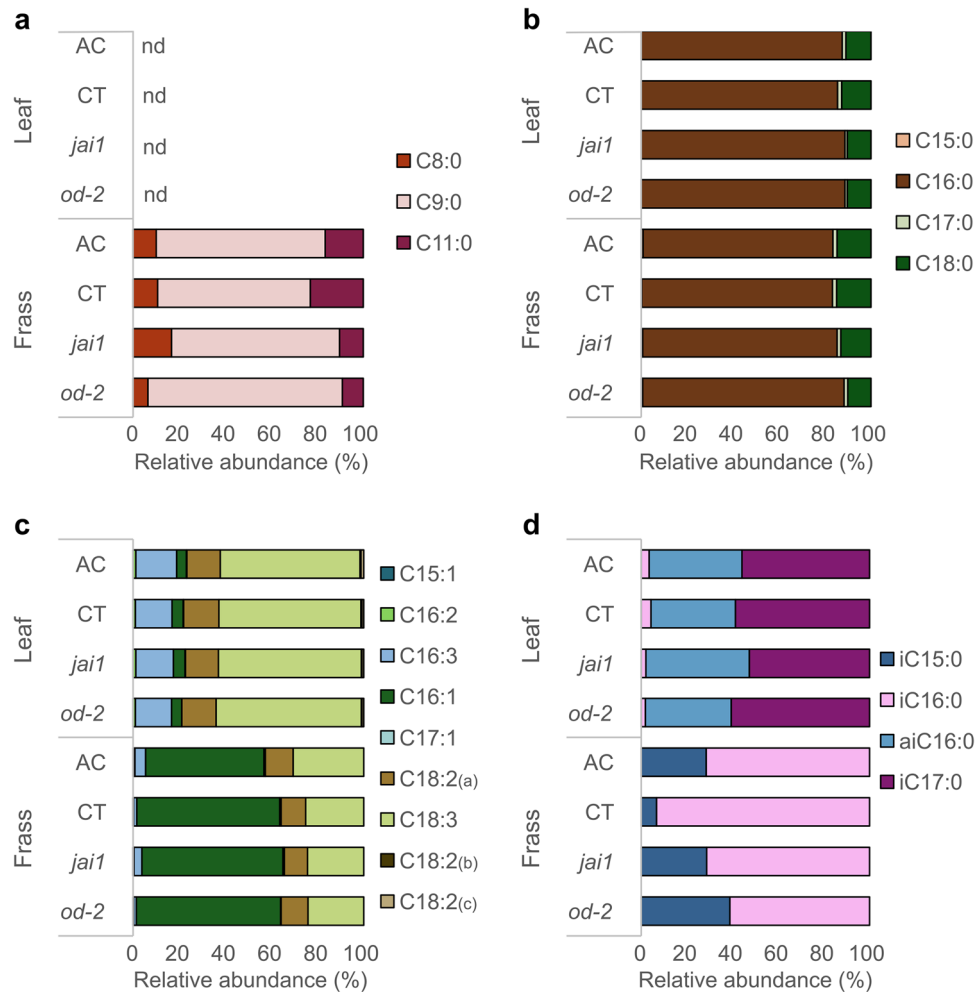 a
Leaf
AC
nd
CT
nd
jai1
nd
od-2
nd
Frass
AC
CT
jai1
od-2
0 20 40 60 80 100
Relative abundance (%)
C8:0
C9:0
C11:0
b
Leaf
AC
CT
jai1
od-2
Frass
AC
CT
jai1
od-2
0 20 40 60 80 100
Relative abundance (%)
C15:0
C16:0
C17:0
C18:0
c
Leaf
AC
CT
jai1
od-2
Frass
AC
CT
jai1
od-2
0 20 40 60 80 100
Relative abundance (%)
C15:1
C16:2
C16:3
C16:1
C17:1
C18:2(a)
C18:3
C18:2(b)
C18:2(c)
d
Leaf
AC
CT
jai1
od-2
Frass
AC
CT
jai1
od-2
0 20 40 60 80 100
Relative abundance (%)
iC15:0
iC16:0
aiC16:0
iC17:0